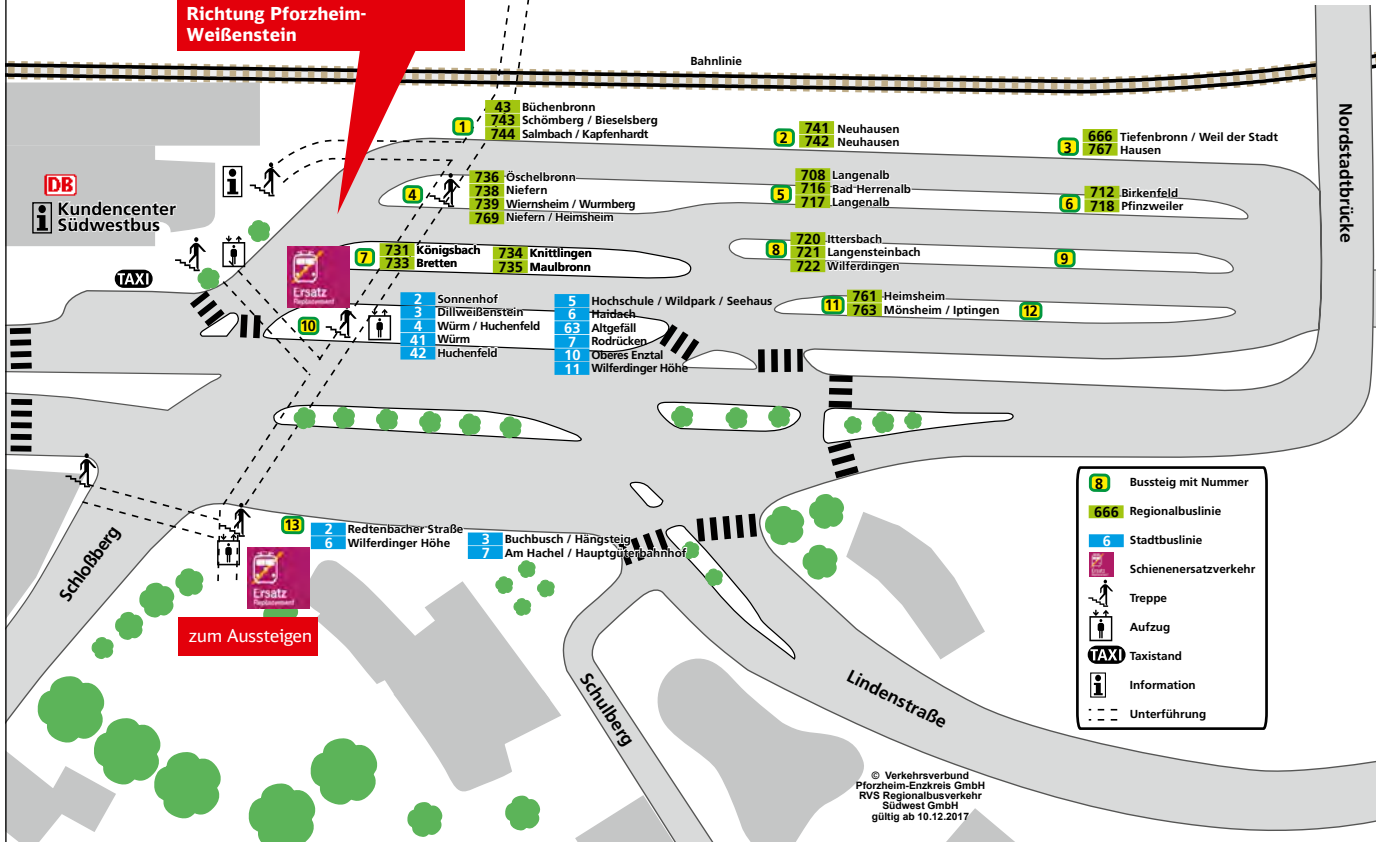 Richtung Pforzheim-
Weißenstein
Bahnlinie
Nordstadtbrücke
1
43 Büchenbronn
743 Schömberg / Bieselsberg
744 Salmbach / Kapfenhardt
2
741 Neuhausen
742 Neuhausen
3
666 Tiefenbronn / Weil der Stadt
767 Hausen
DB
i
i Kundencenter
Südwestbus
4
736 Öschelbronn
738 Niefern
739 Wiernsheim / Wurmberg
769 Niefern / Heimsheim
5
708 Langenalb
716 Bad Herrenalb
717 Langenalb
6
712 Birkenfeld
718 Pfinzweiler
TAXI
Ersatz
Replacement
7
731 Königsbach
733 Bretten
734 Knittlingen
735 Maulbronn
8
720 Ittersbach
721 Langensteinbach
722 Wilferdingen
9
10
2 Sonnenhof
3 Dillweißenstein
4 Würm / Huchenfeld
41 Würm
42 Huchenfeld
5 Hochschule / Wildpark / Seehaus
6 Haidach
63 Altgefäll
7 Rodrücken
10 Oberes Enztal
11 Wilferdinger Höhe
11
761 Heimsheim
763 Mönsheim / Iptingen
12
13
2 Redtenbacher Straße
6 Wilferdinger Höhe
3 Buchbusch / Hängsteig
7 Am Hachel / Hauptgüterbahnhof
Ersatz
Replacement
zum Aussteigen
Schloßberg
Schulberg
Lindenstraße
8 Bussteig mit Nummer
666 Regionalbuslinie
6 Stadtbuslinie
Ersatz
Schienenersatzverkehr
Treppe
Aufzug
TAXI Taxistand
i Information
Unterführung
© Verkehrsverbund
Pforzheim-Enzkreis GmbH
RVS Regionalbusverkehr
Südwest GmbH
gültig ab 10.12.2017